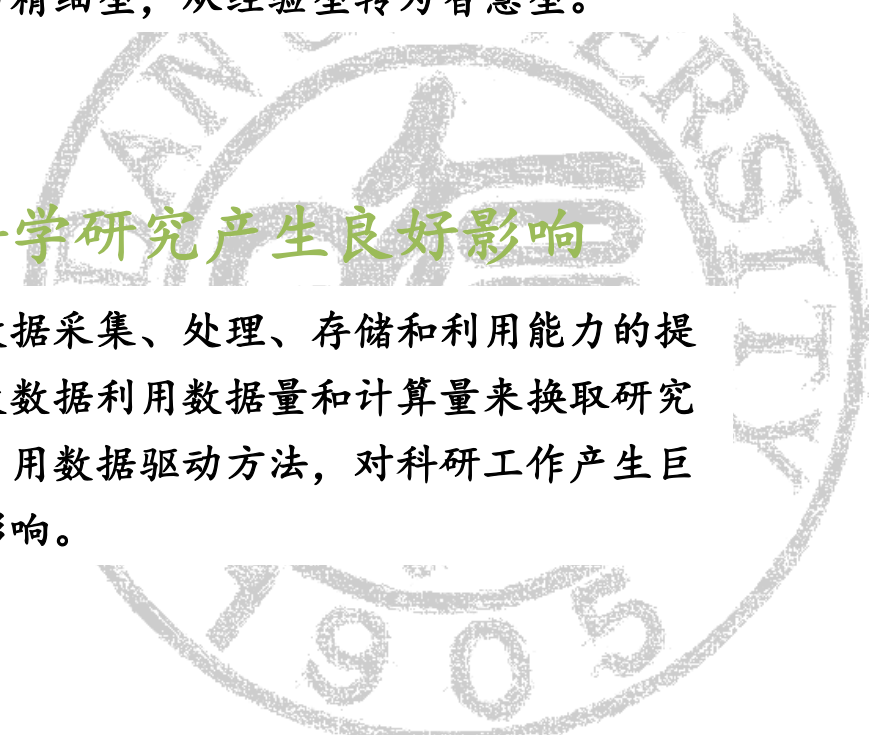 精细型，从经验型转为智慧型。
学研究产生良好影响
据采集、处理、存储和利用能力的提
数据利用数据量和计算量来换取研究
用数据驱动方法，对科研工作产生巨
响。
ERSITY
1905